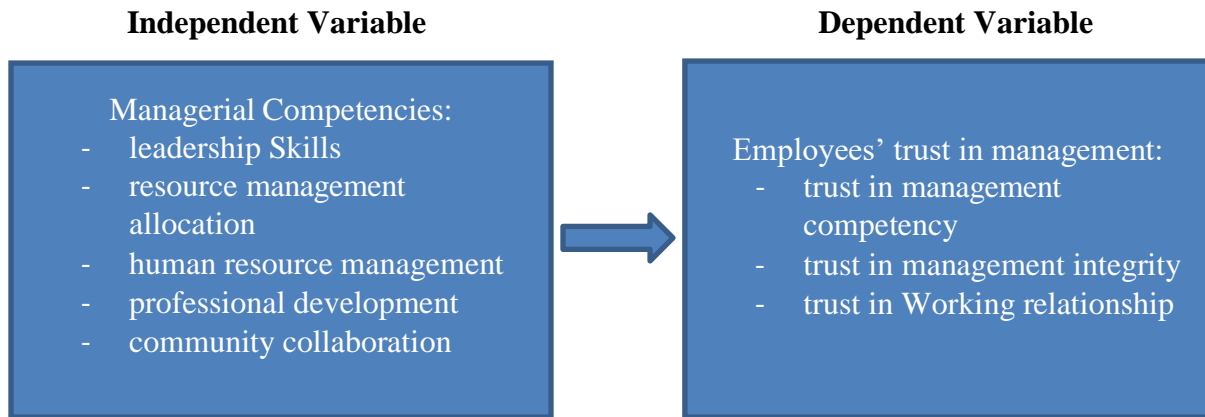 Independent Variable
Managerial Competencies:
- leadership Skills
- resource management
allocation
- human resource management
- professional development
- community collaboration
Dependent Variable
Employees’ trust in management:
- trust in management
competency
- trust in management integrity
- trust in Working relationship